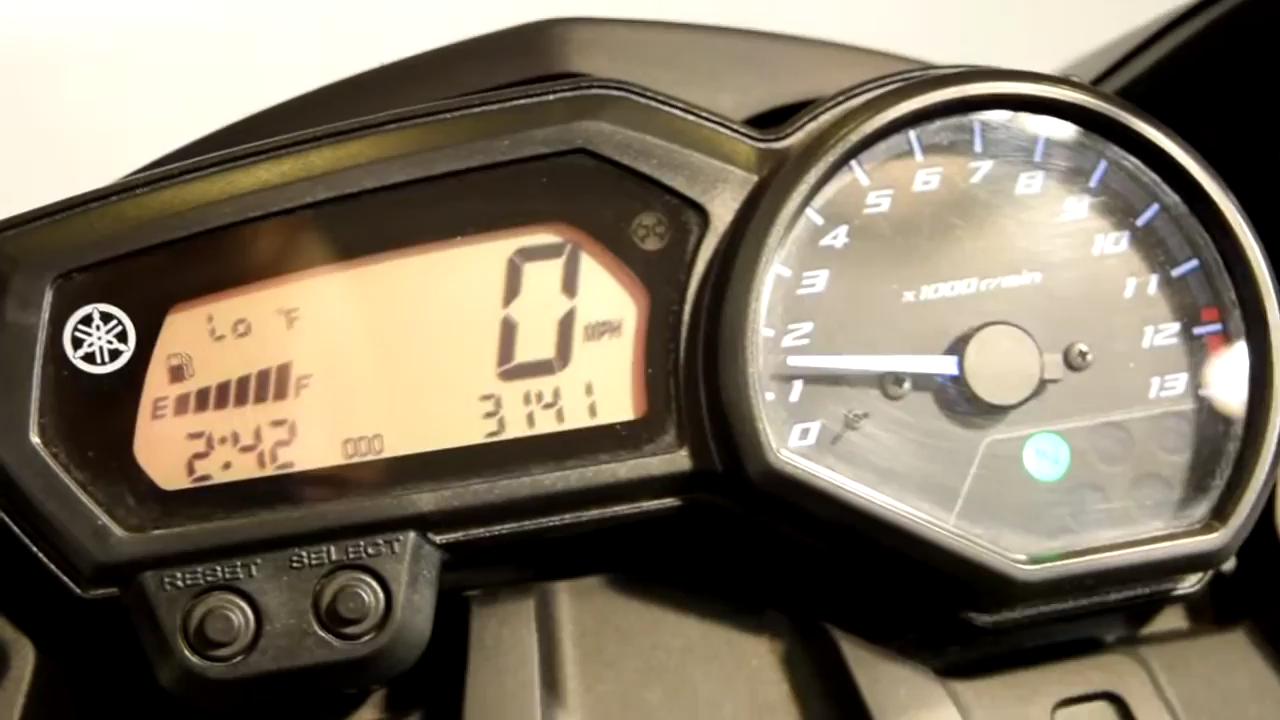 Lo °F
0 MPH
E F
2:42 ODO 3141
RESET SELECT
0 1 2 3 4 5 6 7 8 9 10 11 12 13
x1000 r/min
N